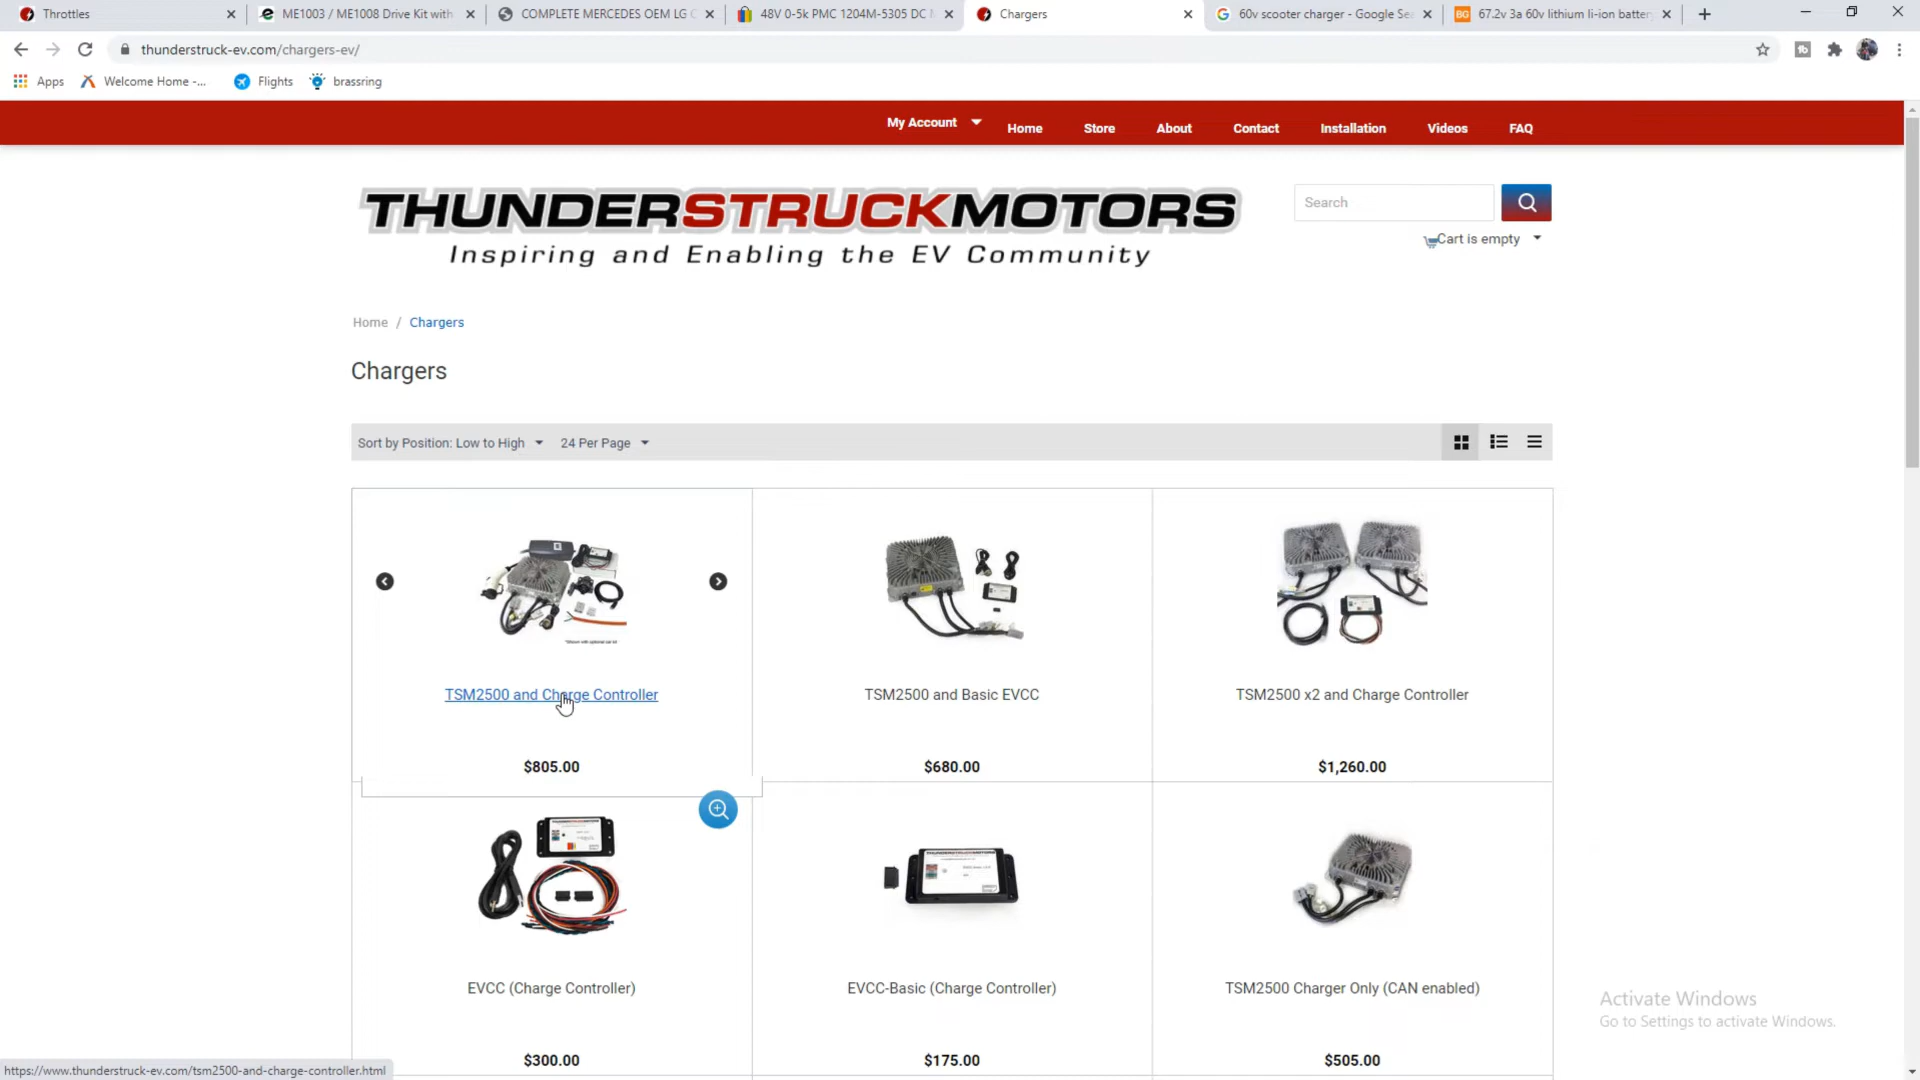 Throttles
ME1003 / ME1008 Drive Kit with
COMPLETE MERCEDES OEM LG C
48V 0-5k PMC 1204M-5305 DC M
Chargers
60v scooter charger - Google Se
67.2v 3a 60v lithium li-ion batter
thunderstruck-ev.com/chargers-ev/
Apps
Welcome Home -...
Flights
brassring
My Account
Home
Store
About
Contact
Installation
Videos
FAQ
THUNDERSTRUCKMOTORS
Inspiring and Enabling the EV Community
Search
Cart is empty
Home / Chargers
Chargers
Sort by Position: Low to High
24 Per Page
TSM2500 and Charge Controller
TSM2500 and Basic EVCC
TSM2500 x2 and Charge Controller
$805.00
$680.00
$1,260.00
EVCC (Charge Controller)
EVCC-Basic (Charge Controller)
TSM2500 Charger Only (CAN enabled)
$300.00
$175.00
$505.00
Activate Windows
Go to Settings to activate Windows.
https://www.thunderstruck-ev.com/tsm2500-and-charge-controller.html